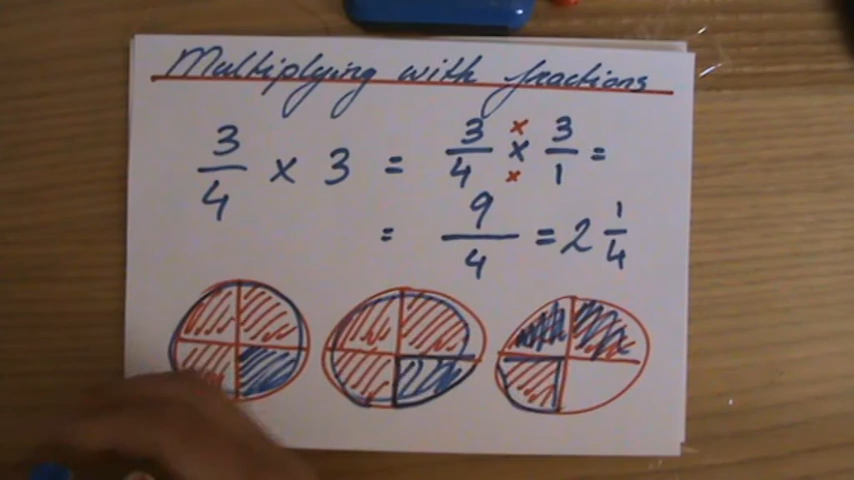 Multiplying with fractions
3/4 x 3 = 3/4 x 3/1 =
x
x
= 9/4 = 2 1/4